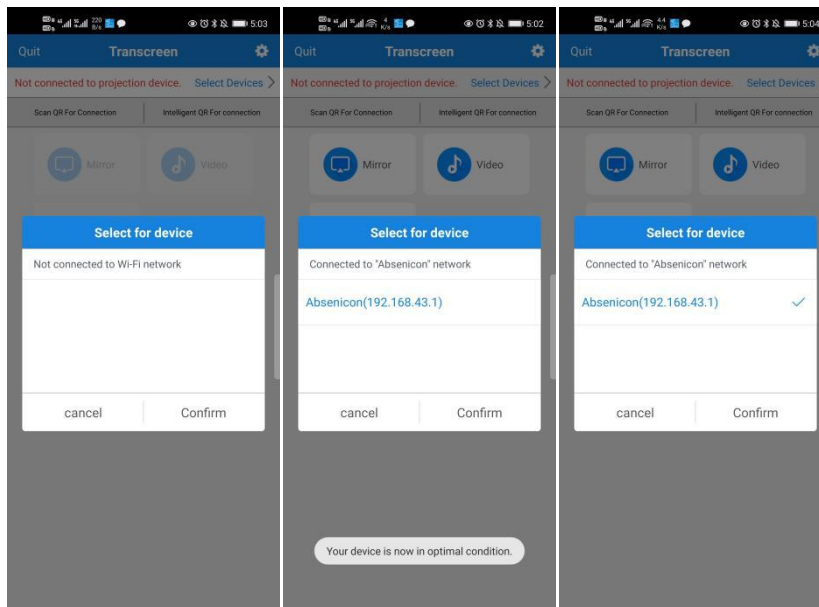 220 B/s 5:03
Quit Transcreen
Not connected to projection device. Select Devices
Scan QR For Connection Intelligent QR For connection
Mirror Video
Select for device
Not connected to Wi-Fi network
cancel Confirm
4 K/s 5:02
Quit Transcreen
Not connected to projection device. Select Devices
Scan QR For Connection Intelligent QR For connection
Mirror Video
Select for device
Connected to "Absenicon" network
Absenicon(192.168.43.1)
cancel Confirm
Your device is now in optimal condition.
4.4 K/s 5:04
Quit Transcreen
Not connected to projection device. Select Devices
Scan QR For Connection Intelligent QR For connection
Mirror Video
Select for device
Connected to "Absenicon" network
Absenicon(192.168.43.1)
cancel Confirm